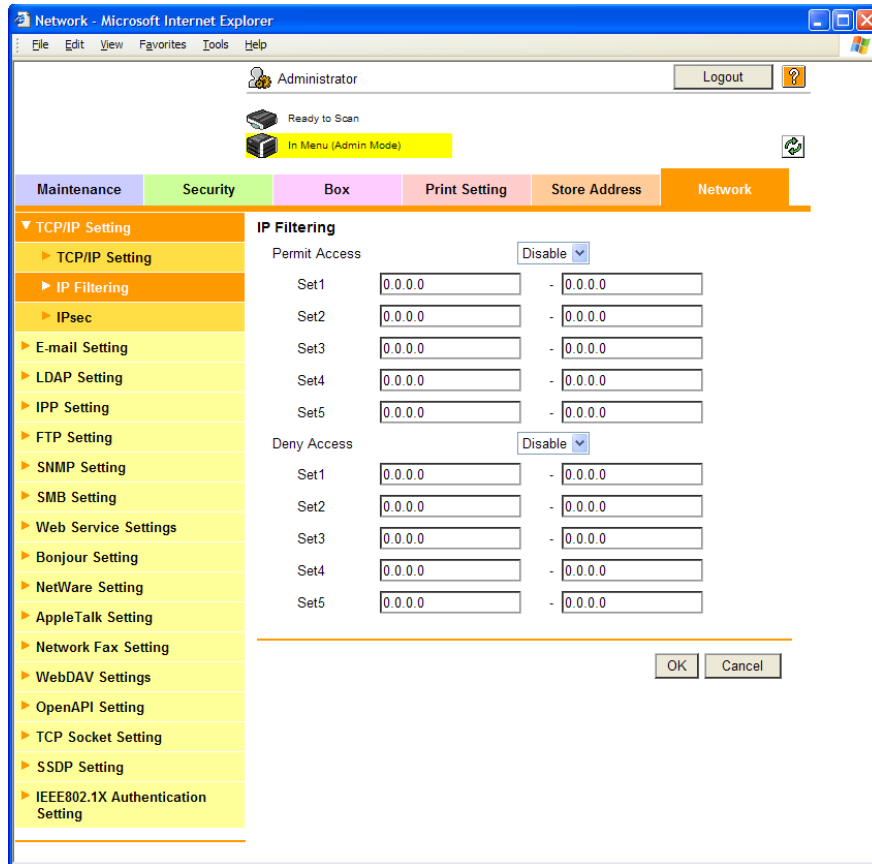 Network - Microsoft Internet Explorer
File Edit View Favorites Tools Help
Administrator
Logout
?
Ready to Scan
In Menu (Admin Mode)
Maintenance Security Box Print Setting Store Address Network
TCP/IP Setting
TCP/IP Setting
IP Filtering
IPsec
E-mail Setting
LDAP Setting
IPP Setting
FTP Setting
SNMP Setting
SMB Setting
Web Service Settings
Bonjour Setting
NetWare Setting
AppleTalk Setting
Network Fax Setting
WebDAV Settings
OpenAPI Setting
TCP Socket Setting
SSDP Setting
IEEE802.1X Authentication
Setting
IP Filtering
Permit Access Disable
Set1 0.0.0.0 - 0.0.0.0
Set2 0.0.0.0 - 0.0.0.0
Set3 0.0.0.0 - 0.0.0.0
Set4 0.0.0.0 - 0.0.0.0
Set5 0.0.0.0 - 0.0.0.0
Deny Access Disable
Set1 0.0.0.0 - 0.0.0.0
Set2 0.0.0.0 - 0.0.0.0
Set3 0.0.0.0 - 0.0.0.0
Set4 0.0.0.0 - 0.0.0.0
Set5 0.0.0.0 - 0.0.0.0
OK Cancel